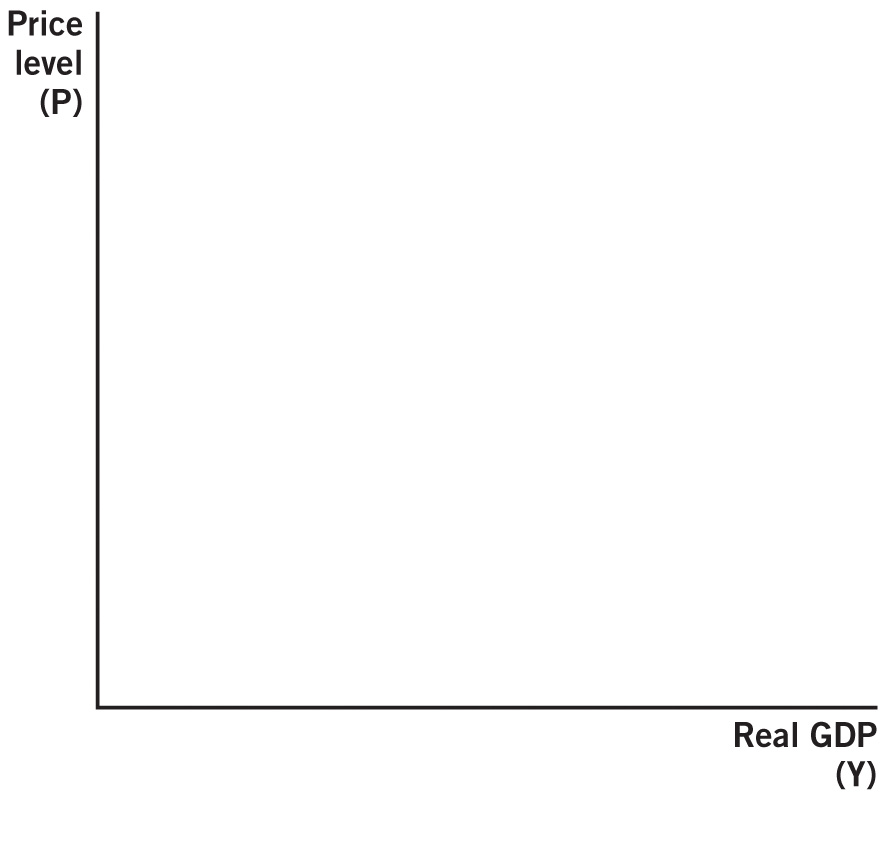 Price
level
(P)
Real GDP
(Y)